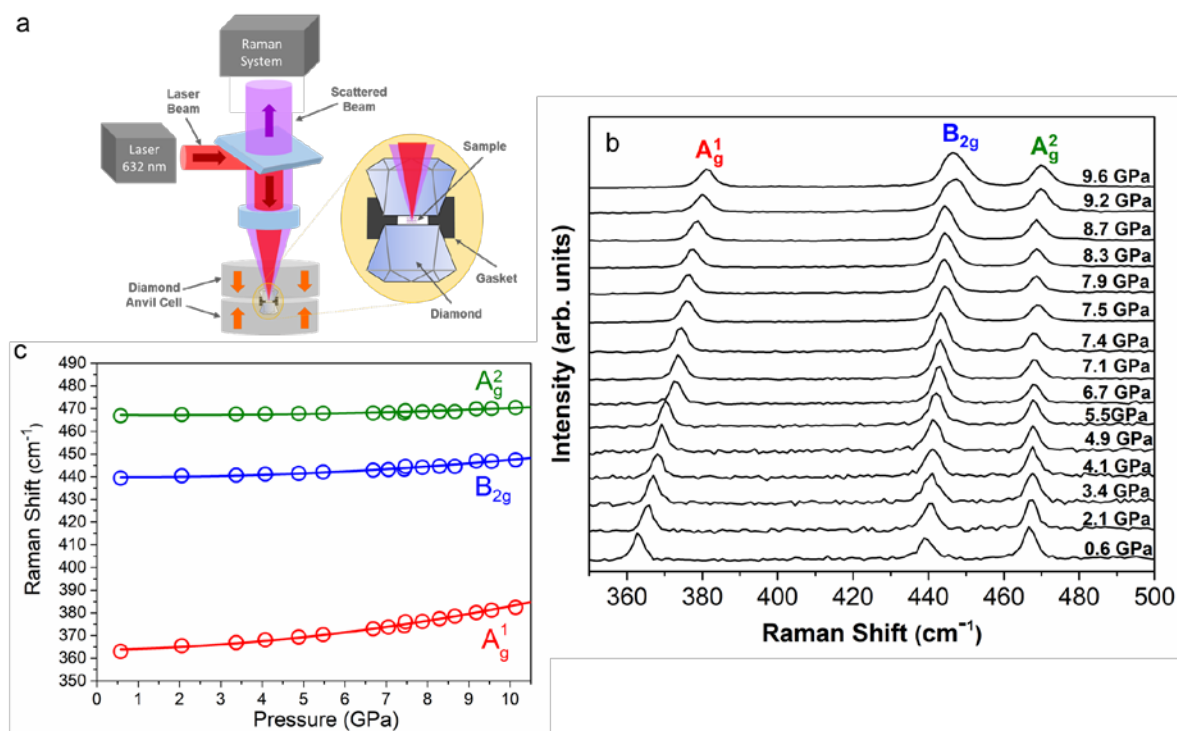 a
Raman
System
Laser
Beam
Scattered
Beam
Laser
632 nm
Sample
Gasket
Diamond
Anvil Cell
Diamond
b
A¹g
B₂g
A²g
9.6 GPa
9.2 GPa
8.7 GPa
8.3 GPa
7.9 GPa
7.5 GPa
7.4 GPa
7.1 GPa
6.7 GPa
5.5GPa
4.9 GPa
4.1 GPa
3.4 GPa
2.1 GPa
0.6 GPa
Intensity (arb. units)
360 380 400 420 440 460 480 500
Raman Shift (cm⁻¹)
c
490
480
470
460
450
440
430
420
410
400
390
380
370
360
350
Raman Shift (cm⁻¹)
A²g
B₂g
A¹g
0 1 2 3 4 5 6 7 8 9 10
Pressure (GPa)